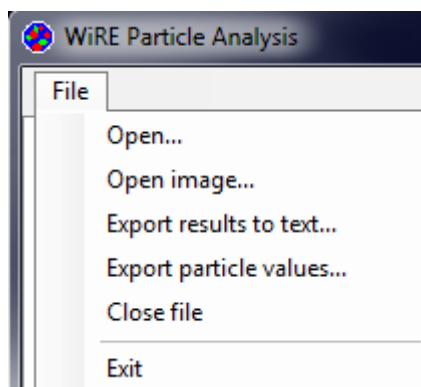 WiRE Particle Analysis
File
Open...
Open image...
Export results to text...
Export particle values...
Close file
Exit